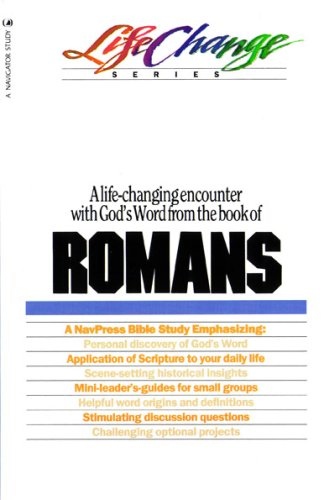 A NAVIGATOR STUDY
LifeChange
SERIES
A life-changing encounter
with God's Word from the book of
ROMANS
A NavPress Bible Study Emphasizing:
Personal discovery of God's Word
Application of Scripture to your daily life
Scene-setting historical insights
Mini-leader's-guides for small groups
Helpful word origins and definitions
Stimulating discussion questions
Challenging optional projects